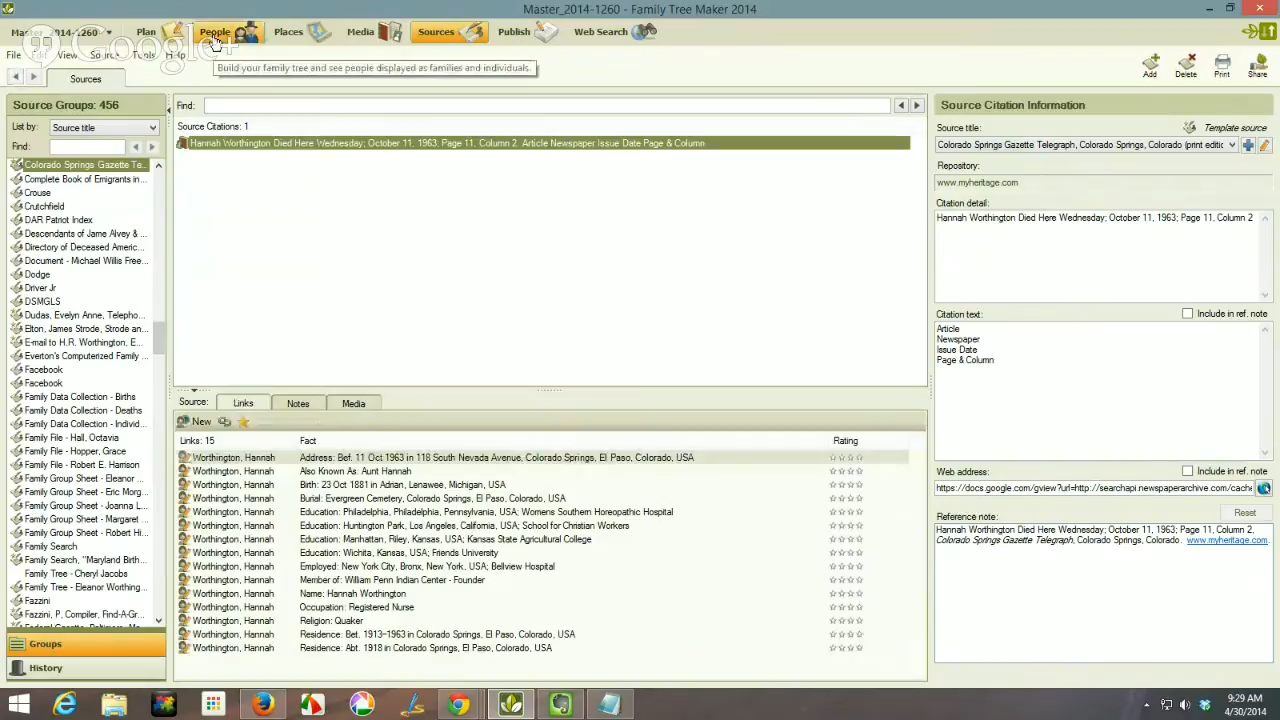 Master_2014-1260 - Family Tree Maker 2014
Master_2014-1260 Plan People Places Media Sources Publish Web Search
Google+
File Edit View Source Tools Help
Build your family tree and see people displayed as families and individuals.
Sources
Add Delete Print Share
Source Groups: 456
List by: Source title
Find:
Colorado Springs Gazette Te...
Complete Book of Emigrants in...
Crouse
Crutchfield
DAR Patriot Index
Descendants of Jame Alvey & ...
Directory of Deceased Americ...
Document - Michael Willis Free...
Dodge
Driver Jr
DSMGLS
Dudas, Evelyn Anne, Telepho...
Elton, James Strode, Strode an...
E-mail to H.R. Worthington, E...
Everton's Computerized Family ...
Facebook
Facebook
Family Data Collection - Births
Family Data Collection - Deaths
Family Data Collection - Individ...
Family File - Hall, Octavia
Family File - Hopper, Grace
Family File - Robert E. Harrison
Family Group Sheet - Eleanor ...
Family Group Sheet - Eric Morg...
Family Group Sheet - Joanna L...
Family Group Sheet - Margaret ...
Family Group Sheet - Robert Hi...
Family Search
Family Search, "Maryland Birth...
Family Tree - Cheryl Jacobs
Family Tree - Eleanor Worthing...
Fazzini
Fazzini, P, Compiler, Find-A-Gr...
Groups
History
Find:
Source Citations: 1
Hannah Worthington Died Here Wednesday; October 11, 1963; Page 11, Column 2. Article Newspaper Issue Date Page & Column
Source: Links Notes Media
New
Links: 15 Fact Rating
Worthington, Hannah Address: Bef. 11 Oct 1963 in 118 South Nevada Avenue, Colorado Springs, El Paso, Colorado, USA
Worthington, Hannah Also Known As: Aunt Hannah
Worthington, Hannah Birth: 23 Oct 1881 in Adrian, Lenawee, Michigan, USA
Worthington, Hannah Burial: Evergreen Cemetery, Colorado Springs, El Paso, Colorado, USA
Worthington, Hannah Education: Philadelphia, Philadelphia, Pennsylvania, USA; Womens Southern Horeopathic Hospital
Worthington, Hannah Education: Huntington Park, Los Angeles, California, USA; School for Christian Workers
Worthington, Hannah Education: Manhattan, Riley, Kansas, USA; Kansas State Agricultural College
Worthington, Hannah Education: Wichita, Kansas, USA; Friends University
Worthington, Hannah Employed: New York City, Bronx, New York, USA; Bellview Hospital
Worthington, Hannah Member of: William Penn Indian Center - Founder
Worthington, Hannah Name: Hannah Worthington
Worthington, Hannah Occupation: Registered Nurse
Worthington, Hannah Religion: Quaker
Worthington, Hannah Residence: Bet. 1913–1963 in Colorado Springs, El Paso, Colorado, USA
Worthington, Hannah Residence: Abt. 1918 in Colorado Springs, El Paso, Colorado, USA
Source Citation Information
Source title: Template source
Colorado Springs Gazette Telegraph, Colorado Springs, Colorado (print editic
Repository:
www.myheritage.com
Citation detail:
Hannah Worthington Died Here Wednesday; October 11, 1963; Page 11, Column 2
Citation text: Include in ref. note
Article
Newspaper
Issue Date
Page & Column
Web address: Include in ref. note
https://docs.google.com/gview?url=http://searchapi.newspaperarchive.com/cache
Reference note: Reset
Hannah Worthington Died Here Wednesday; October 11, 1963; Page 11, Column 2,
Colorado Springs Gazette Telegraph, Colorado Springs, Colorado. www.myheritage.com.
9:29 AM
4/30/2014